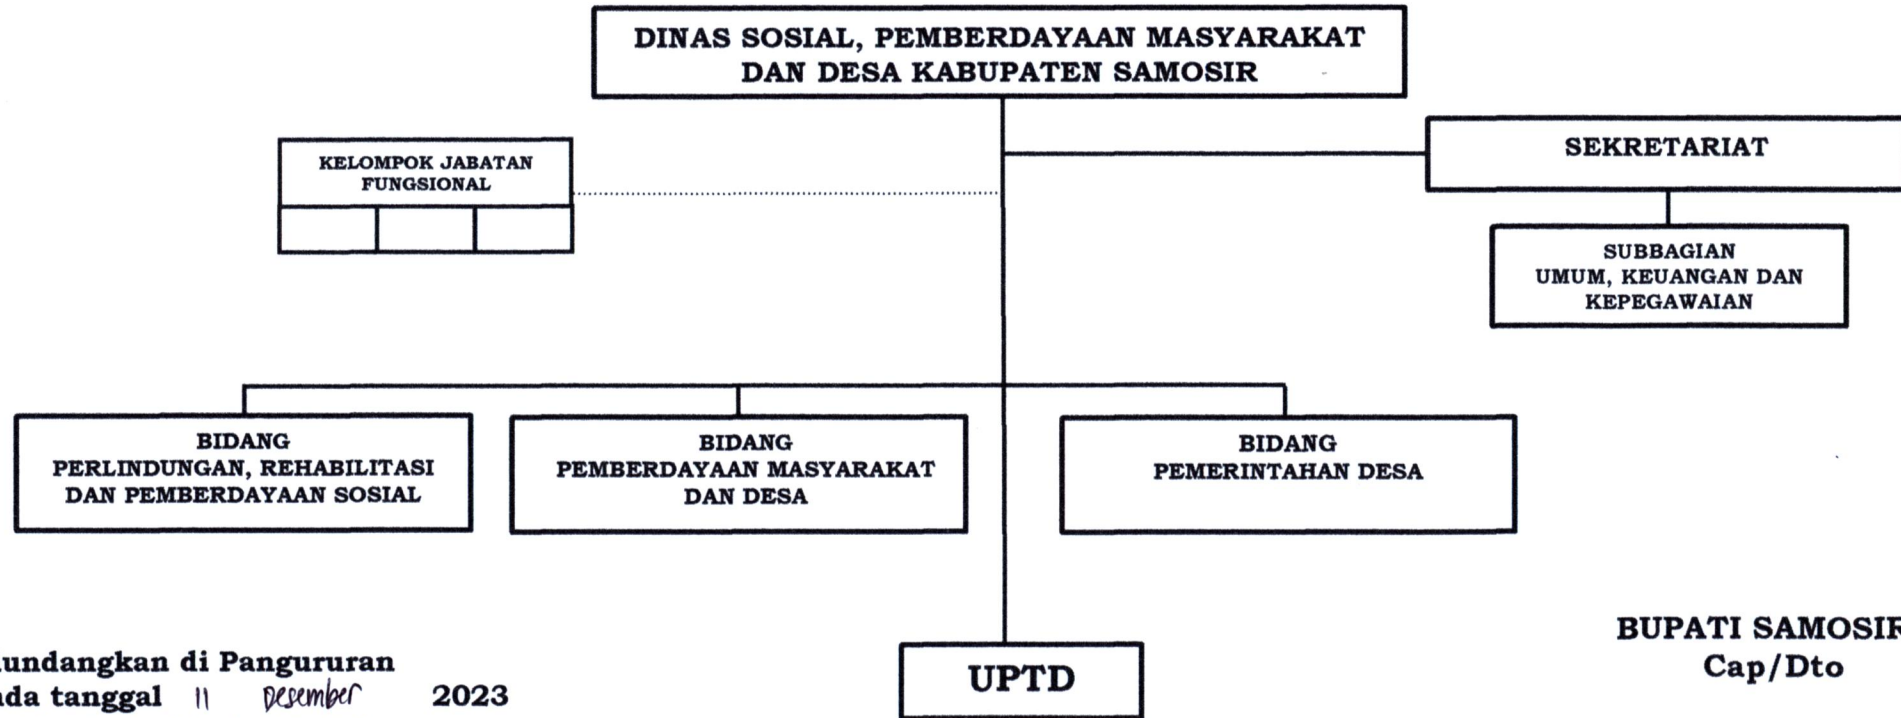 DINAS SOSIAL, PEMBERDAYAAN MASYARAKAT
DAN DESA KABUPATEN SAMOSIR
KELOMPOK JABATAN
FUNGSIONAL
SEKRETARIAT
SUBBAGIAN
UMUM, KEUANGAN DAN
KEPEGAWAIAN
BIDANG
PERLINDUNGAN, REHABILITASI
DAN PEMBERDAYAAN SOSIAL
BIDANG
PEMBERDAYAAN MASYARAKAT
DAN DESA
BIDANG
PEMERINTAHAN DESA
UPTD
undangkan di Pangururan
da tanggal 11 Desember 2023
BUPATI SAMOSIR
Cap/Dto